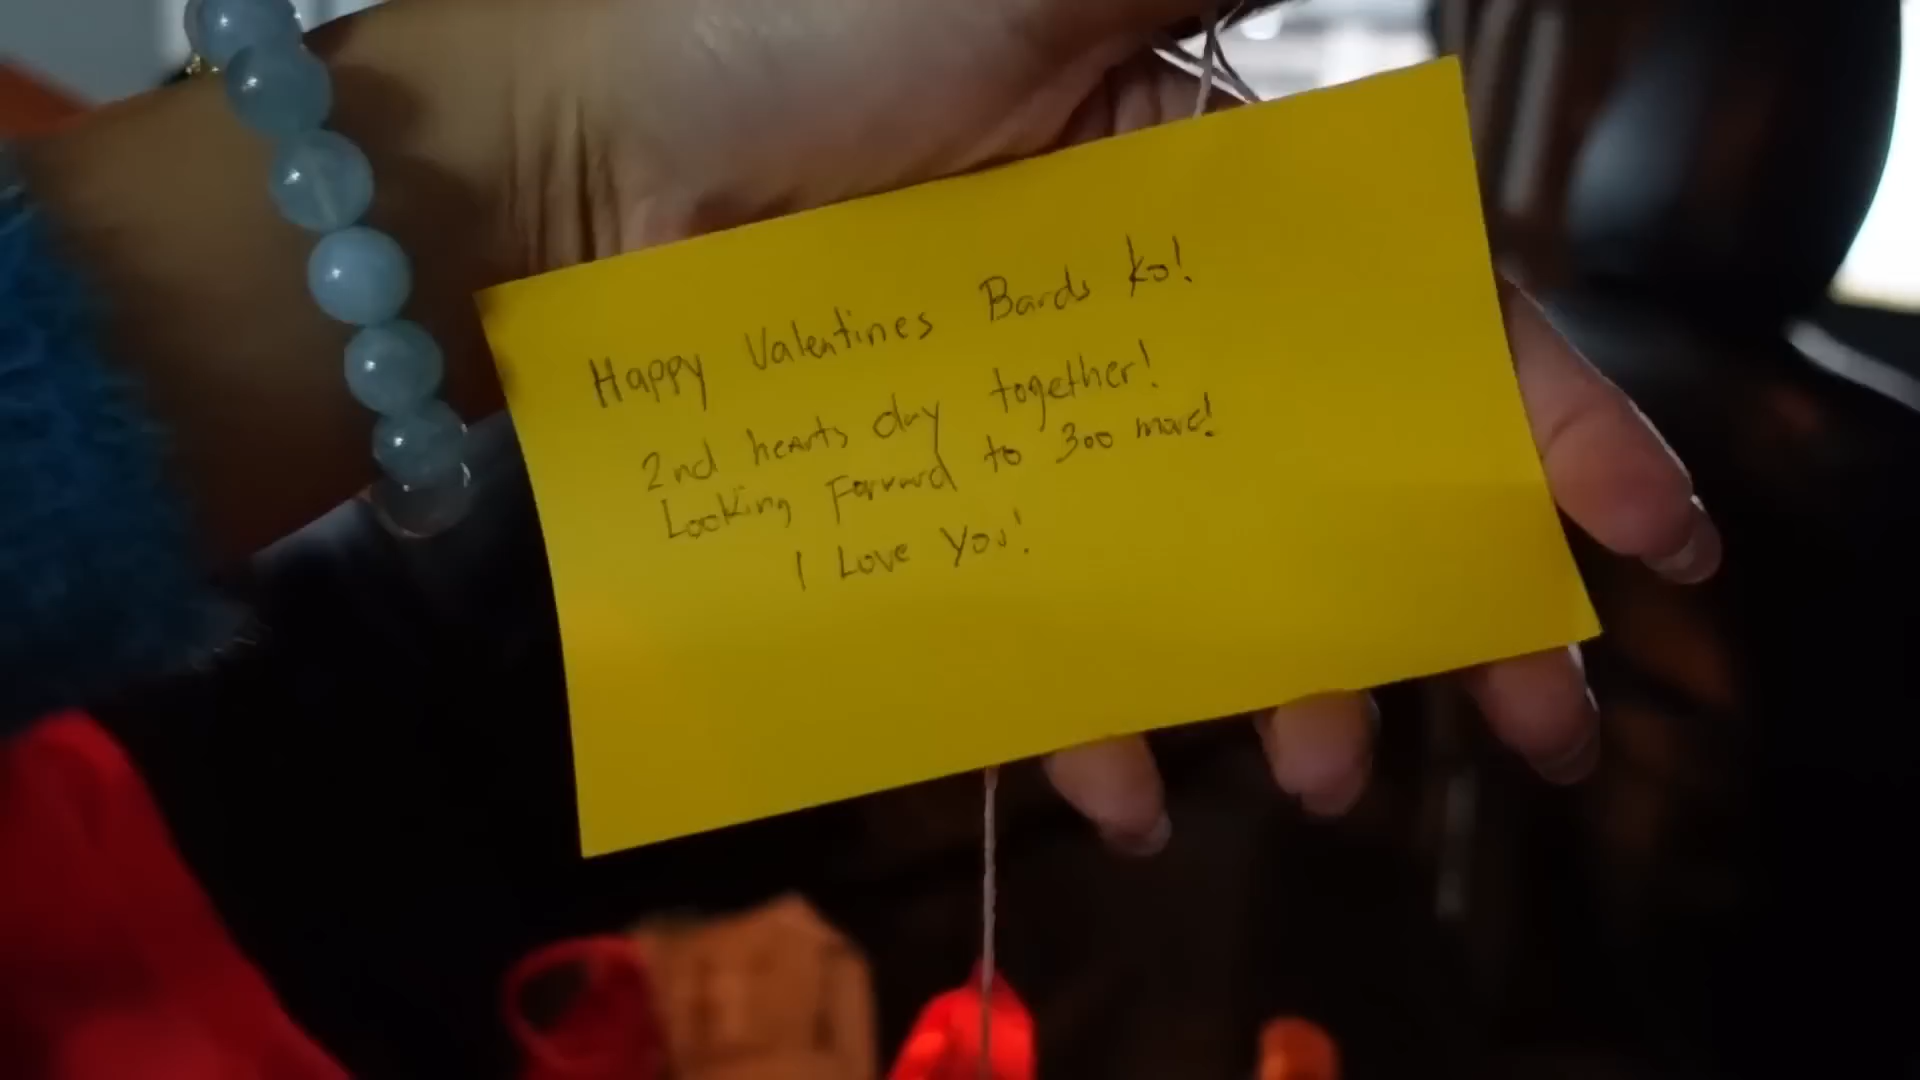 Happy Valentines Bards ko!
2nd hearts day together!
Looking Forward to 300 more!
I Love You!